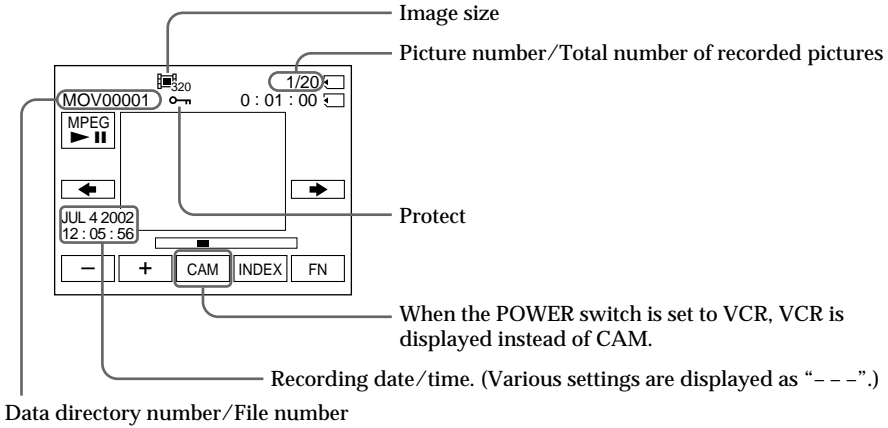 Image size
Picture number/Total number of recorded pictures
320
1/20
MOV00001
0 : 01 : 00
MPEG
JUL 4 2002
12 : 05 : 56
Protect
– + CAM INDEX FN
When the POWER switch is set to VCR, VCR is
displayed instead of CAM.
Recording date/time. (Various settings are displayed as “– – –”.)
Data directory number/File number